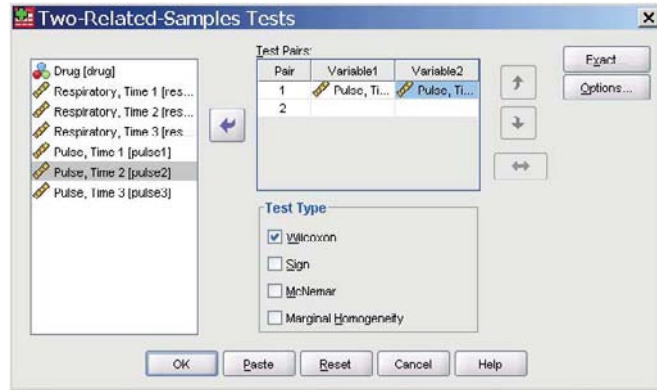 Two-Related-Samples Tests
Drug [drug]
Respiratory, Time 1 [res...
Respiratory, Time 2 [res...
Respiratory, Time 3 [res...
Pulse, Time 1 [pulse1]
Pulse, Time 2 [pulse2]
Pulse, Time 3 [pulse3]
Test Pairs:
Pair Variable1 Variable2
1 Pulse, Ti... Pulse, Ti...
2
Exact
Options...
Test Type
Wilcoxon
Sign
McNemar
Marginal Homogeneity
OK Paste Reset Cancel Help